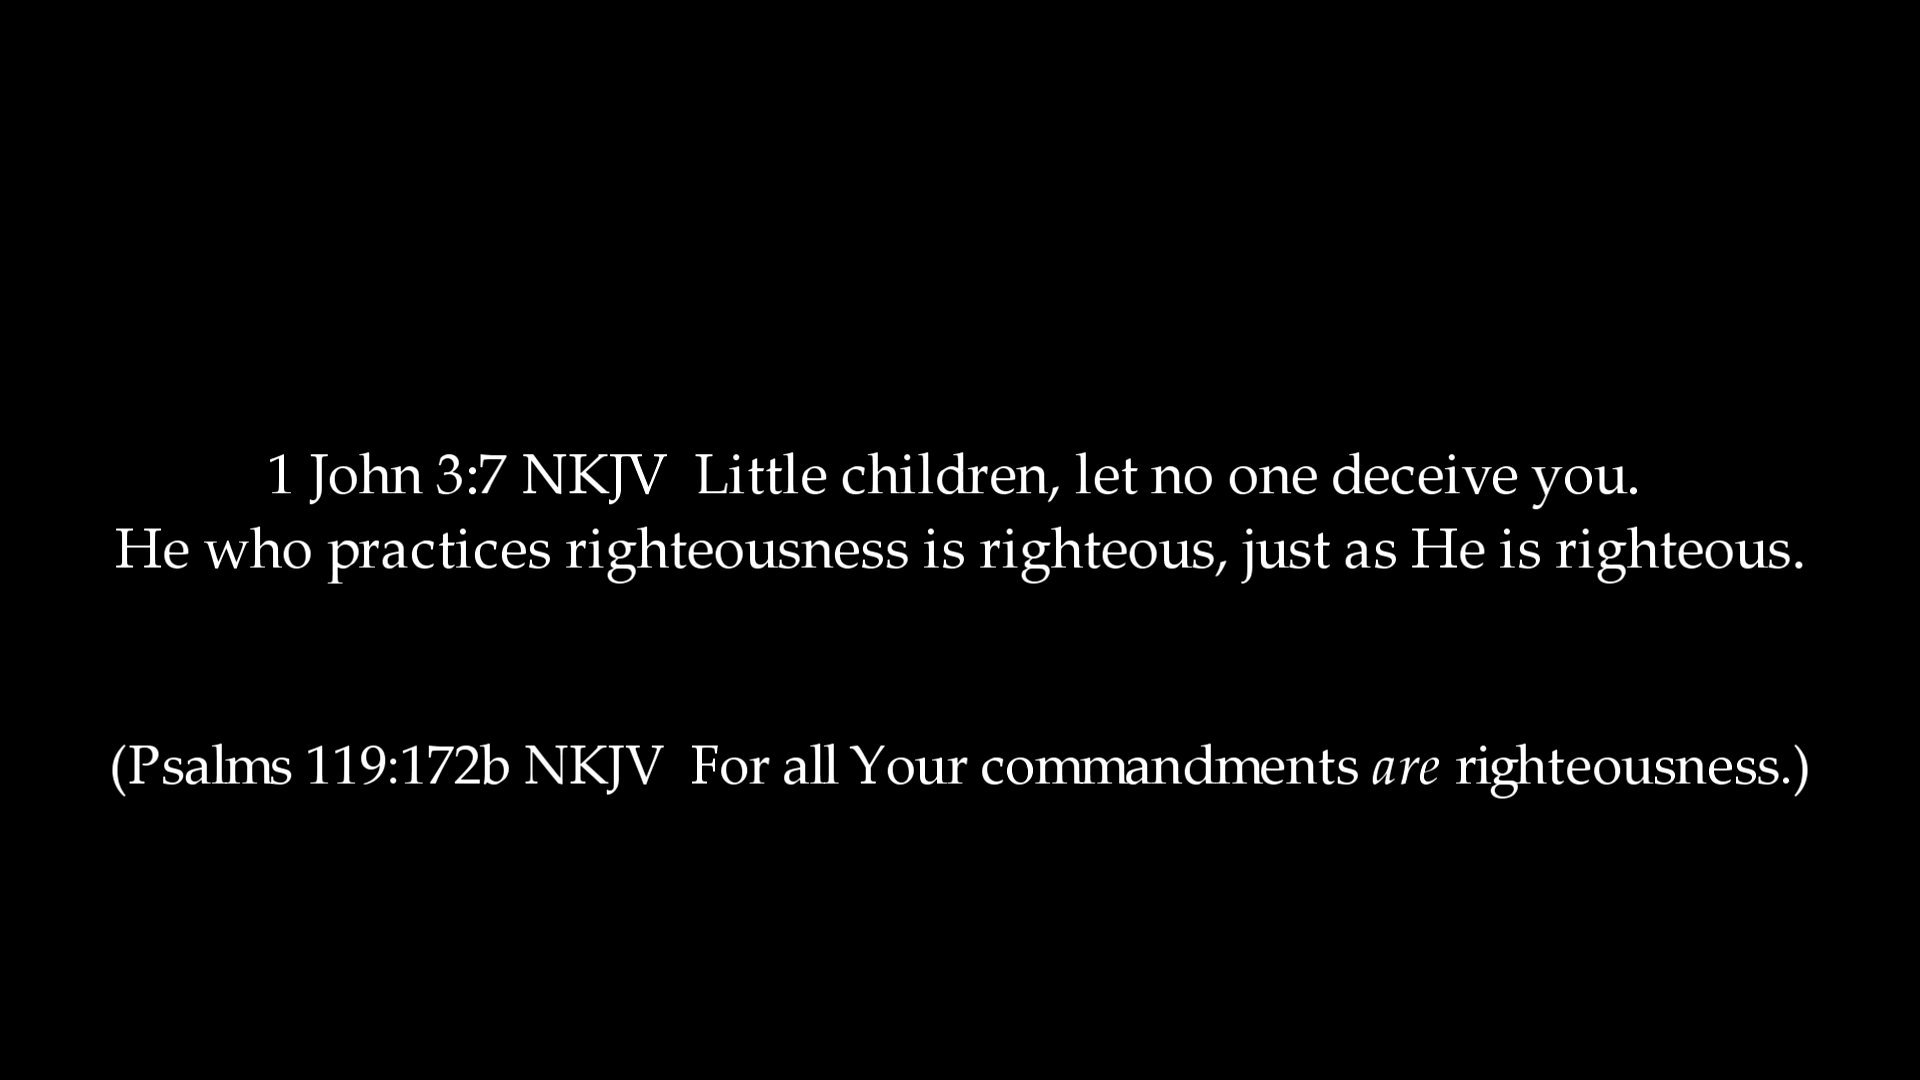 1 John 3:7 NKJV  Little children, let no one deceive you.
He who practices righteousness is righteous, just as He is righteous.
(Psalms 119:172b NKJV  For all Your commandments are righteousness.)